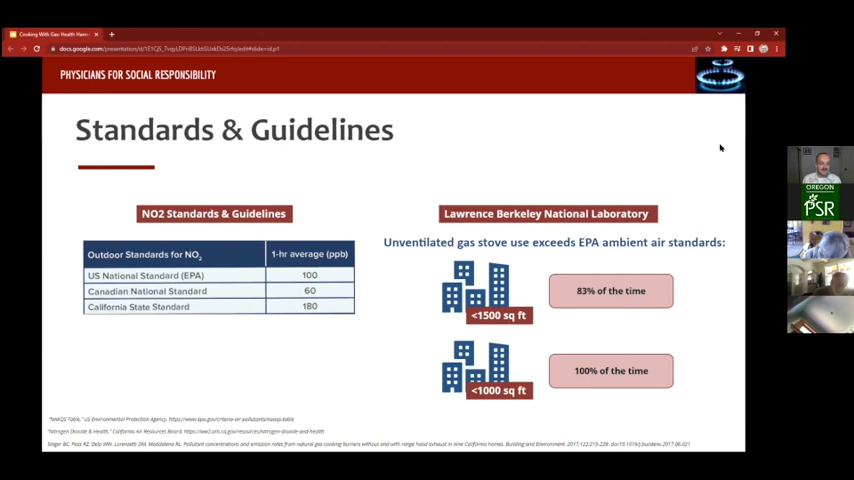 Cooking With Gas: Health Harm
PHYSICIANS FOR SOCIAL RESPONSIBILITY
Standards & Guidelines
NO2 Standards & Guidelines
Outdoor Standards for NO2 1-hr average (ppb)
US National Standard (EPA) 100
Canadian National Standard 60
California State Standard 180
Lawrence Berkeley National Laboratory
Unventilated gas stove use exceeds EPA ambient air standards:
<1500 sq ft
83% of the time
<1000 sq ft
100% of the time
"NAAQS Table," US Environmental Protection Agency. https://www.epa.gov/criteria-air-pollutants/naaqs-table
"Nitrogen Dioxide & Health," California Air Resources Board. https://ww2.arb.ca.gov/resources/nitrogen-dioxide-and-health
Singer BC, Pass RZ, Delp WW, Lorenzetti DM, Maddalena RL. Pollutant concentrations and emission rates from natural gas cooking burners without and with range hood exhaust in nine California homes. Building and Environment. 2017;122:215-229. doi:10.1016/j.buildenv.2017.06.021
OREGON
PSR